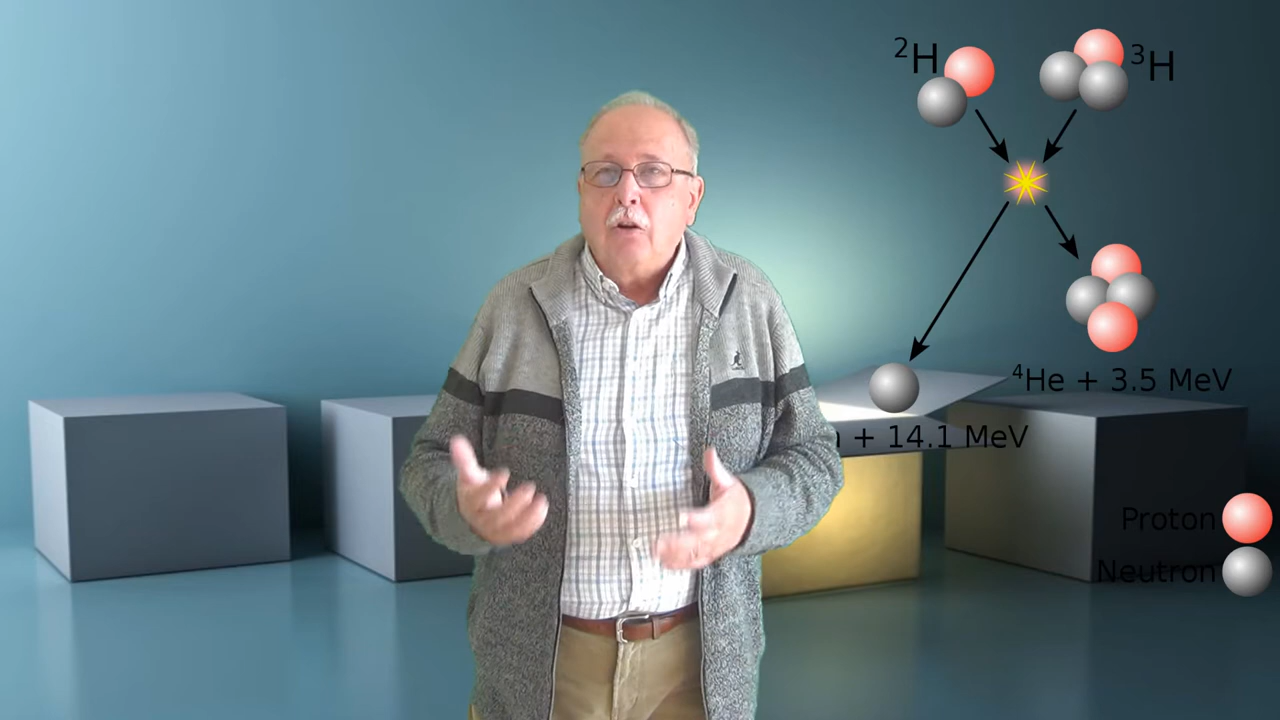 ²H
³H
⁴He + 3.5 MeV
n + 14.1 MeV
Proton
Neutron